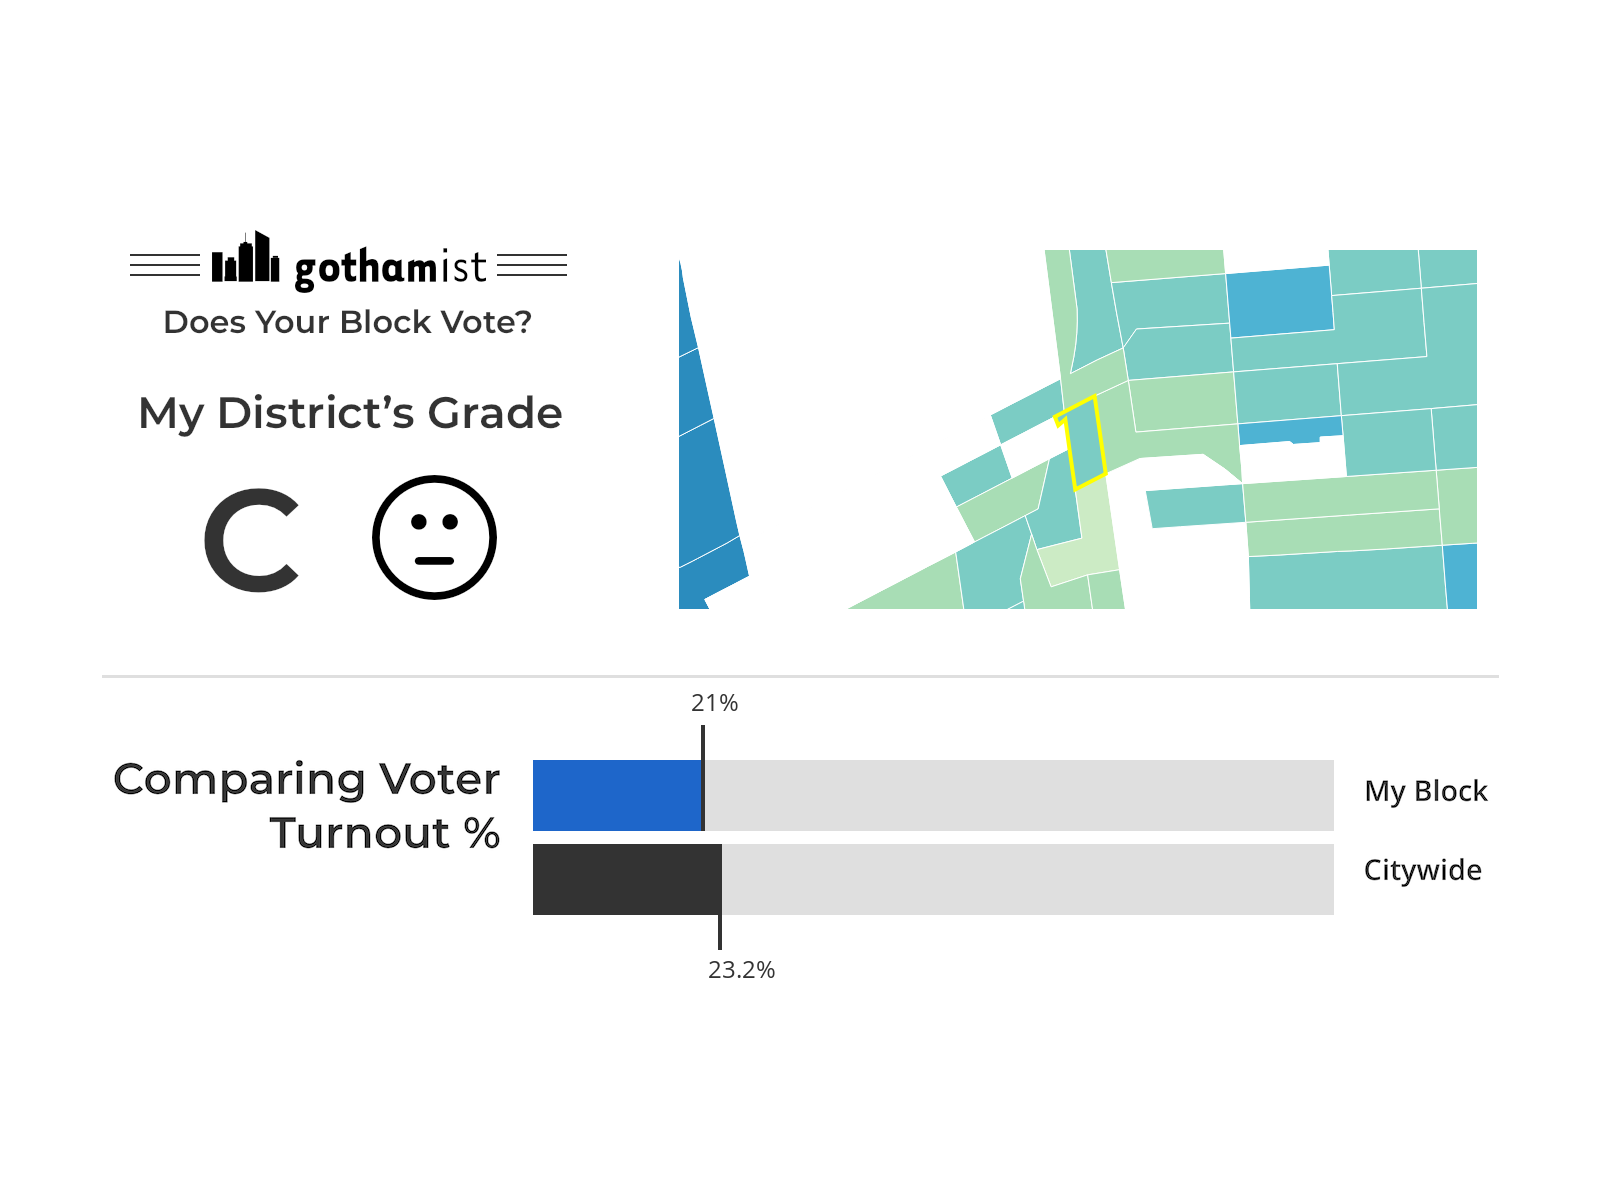 gothamist
Does Your Block Vote?
My District’s Grade
C
21%
Comparing Voter
Turnout %
My Block
Citywide
23.2%